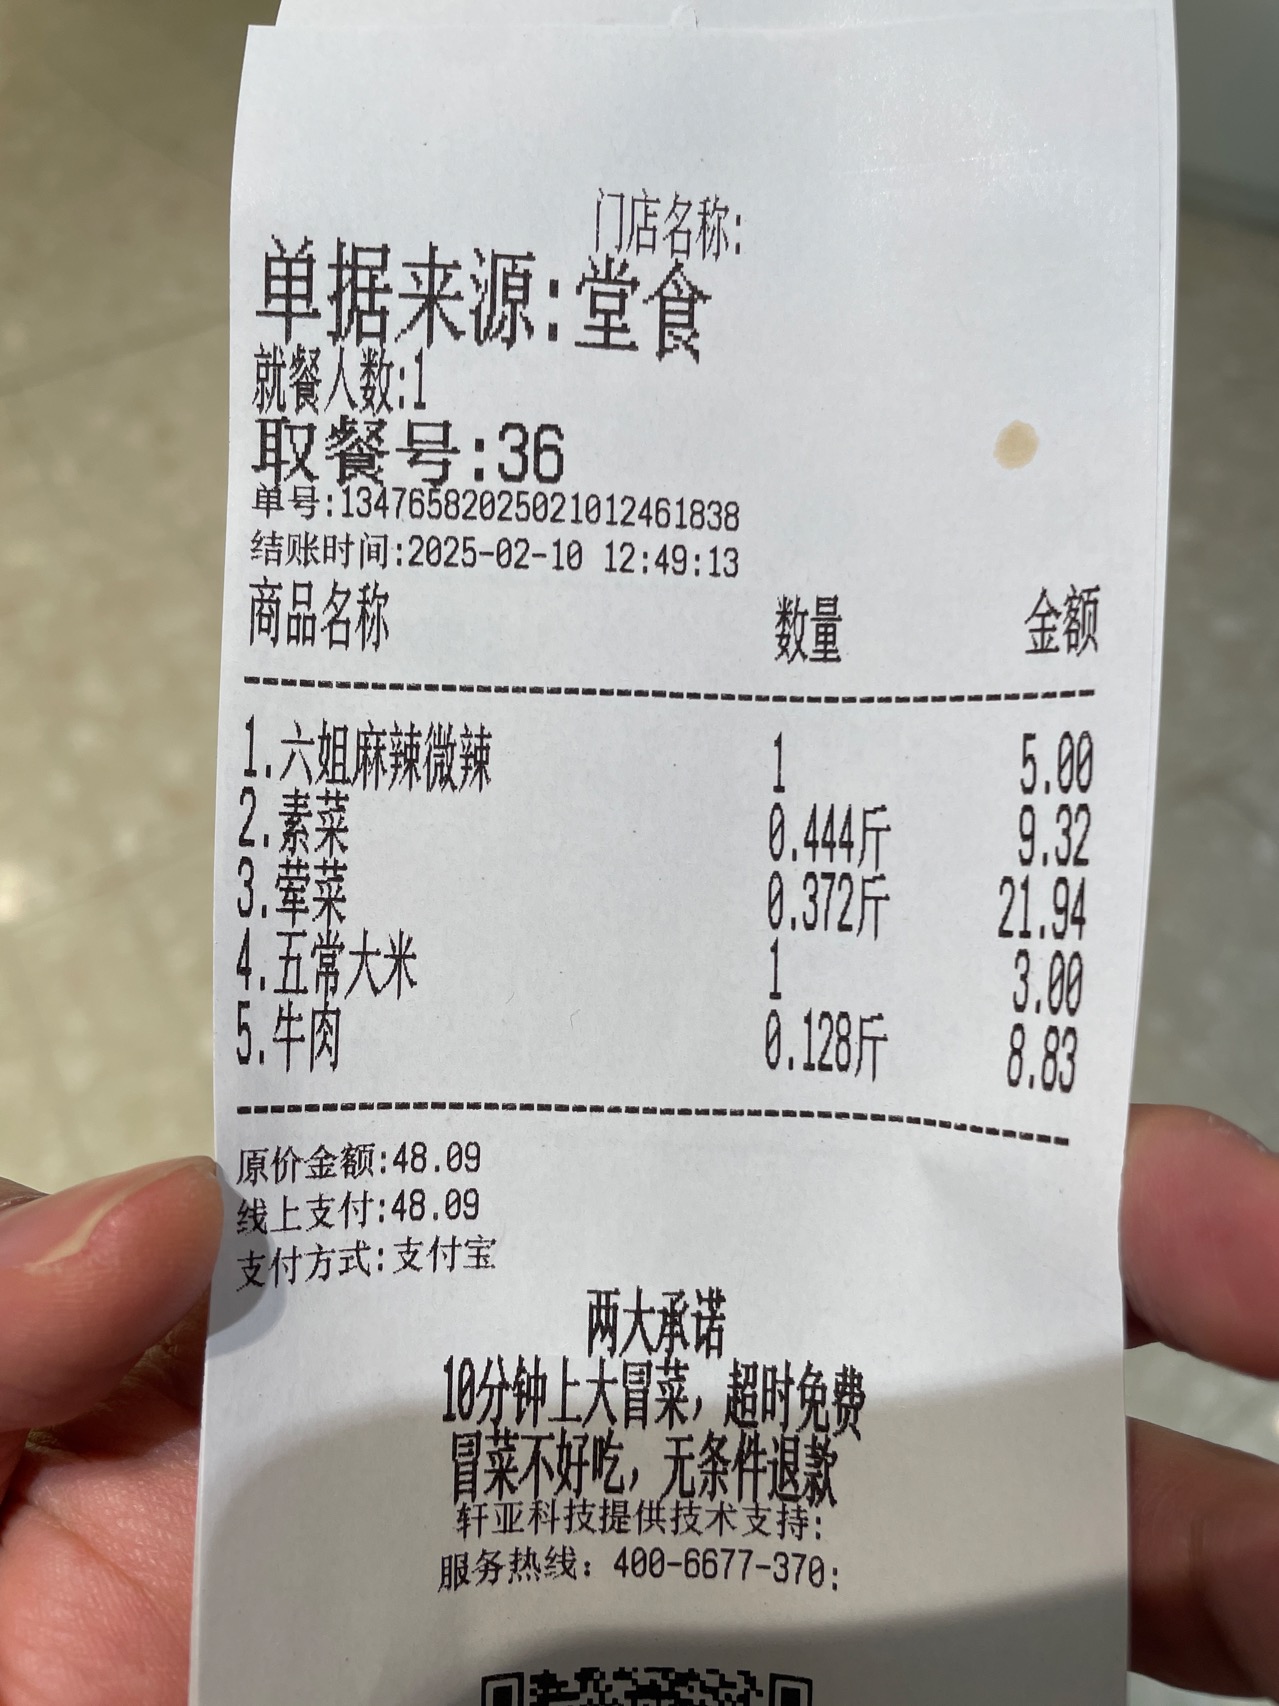 门店名称:
单据来源:堂食
就餐人数:1
取餐号:36
单号:13476582025021012461838
结账时间:2025-02-10 12:49:13
商品名称 数量 金额
1.六姐麻辣微辣 1 5.00
2.素菜 0.444斤 9.32
3.荤菜 0.372斤 21.94
4.五常大米 1 3.00
5.牛肉 0.128斤 8.83
原价金额:48.09
线上支付:48.09
支付方式:支付宝
两大承诺
10分钟上大冒菜，超时免费
冒菜不好吃，无条件退款
轩亚科技提供技术支持:
服务热线：400-6677-370: